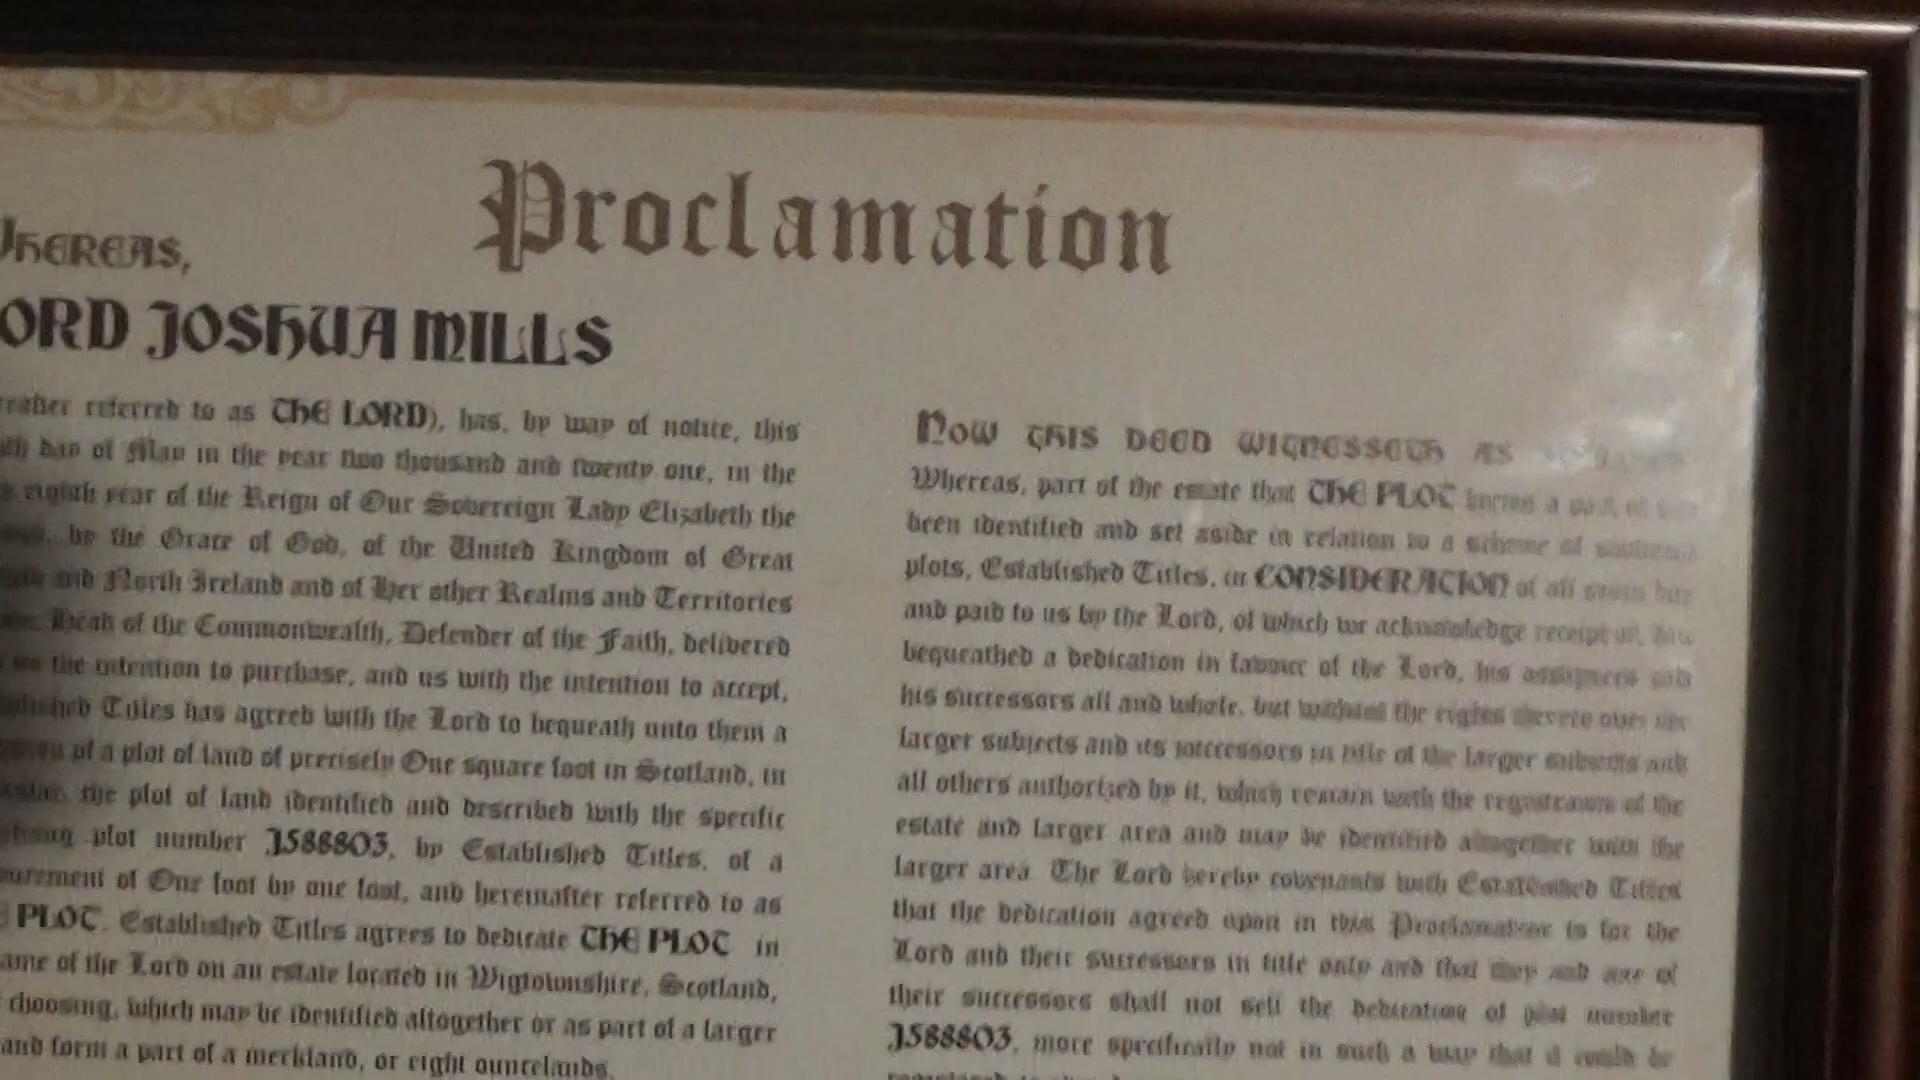 Proclamation
WHEREAS,
LORD JOSHUA MILLS
referred to as THE LORD), has, by way of notice, this
day of May in the year two thousand and twenty one, in the
eighth year of the Reign of Our Sovereign Lady Elizabeth the
by the Grace of God, of the United Kingdom of Great
and North Ireland and of Her other Realms and Territories
Head of the Commonwealth, Defender of the Faith, delivered
us the intention to purchase, and us with the intention to accept,
Titles has agreed with the Lord to bequeath unto them a
of a plot of land of precisely One square foot in Scotland, in
the plot of land identified and described with the specific
plot number J588803, by Established Titles, of a
of One foot by one foot, and hereinafter referred to as
PLOT. Established Titles agrees to dedicate THE PLOT in
of the Lord on an estate located in Wigtownshire, Scotland,
choosing, which may be identified altogether or as part of a larger
and form a part of a merkland, or eight ouncelands.
NOW THIS DEED WITNESSETH AS
Whereas, part of the estate that THE PLOT forms a part of
been identified and set aside in relation to a scheme of souvenir
plots, Established Titles, in CONSIDERATION of all
and paid to us by the Lord, of which we acknowledge receipt of,
bequeathed a dedication in favour of the Lord, his
his successors all and whole, but without the rights thereto over the
larger subjects and its successors in title of the larger subjects and
all others authorized by it, which remain with the registration of the
estate and larger area and may be identified altogether with the
larger area. The Lord hereby covenants with Established Titles
that the dedication agreed upon in this Proclamation is for the
Lord and their successors in title only and that they and
their successors shall not sell the dedication of plot number
J588803, more specifically not in such a way that it could be